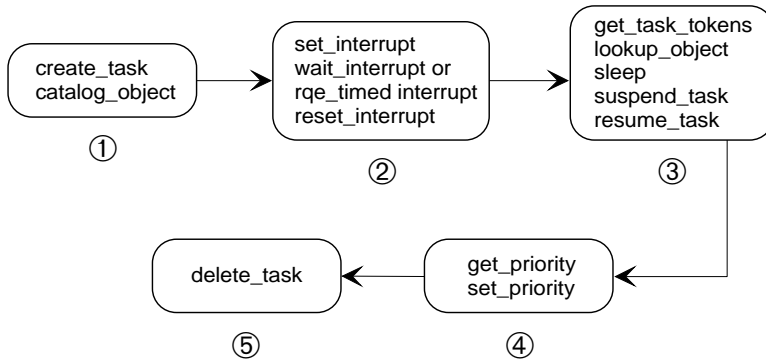 create_task
catalog_object
①
set_interrupt
wait_interrupt or
rqe_timed interrupt
reset_interrupt
②
get_task_tokens
lookup_object
sleep
suspend_task
resume_task
③
get_priority
set_priority
④
delete_task
⑤